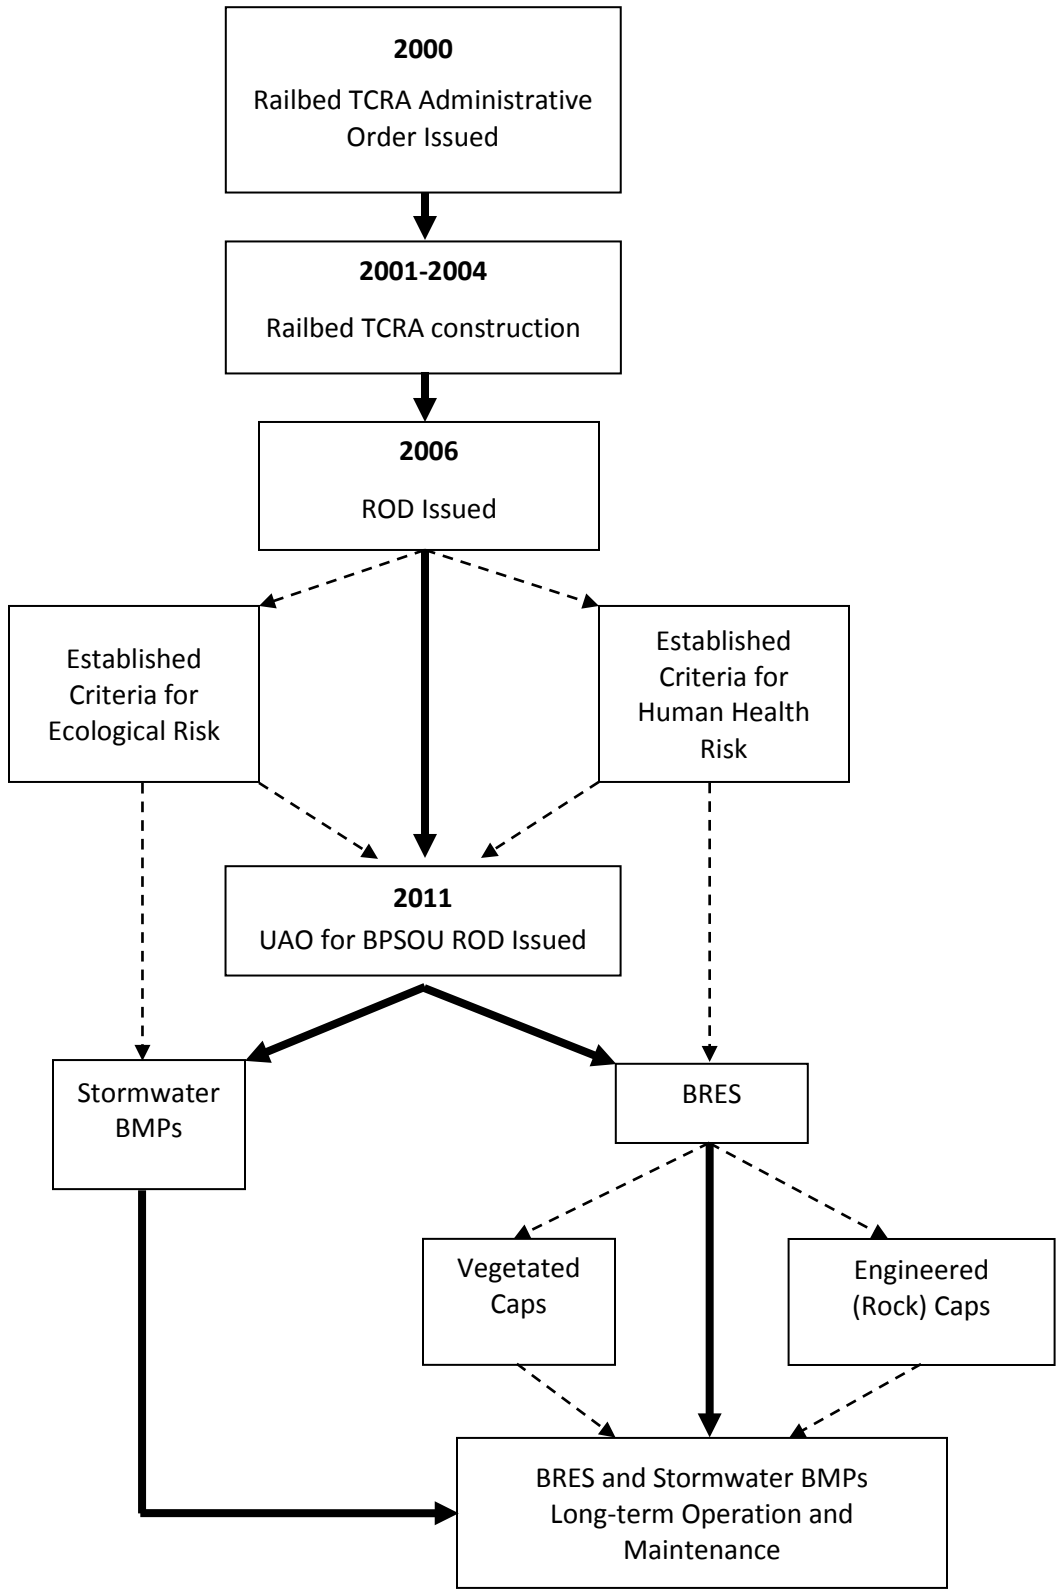 2000
Railbed TCRA Administrative
Order Issued
2001-2004
Railbed TCRA construction
2006
ROD Issued
Established
Criteria for
Ecological Risk
Established
Criteria for
Human Health
Risk
2011
UAO for BPSOU ROD Issued
Stormwater
BMPs
BRES
Vegetated
Caps
Engineered
(Rock) Caps
BRES and Stormwater BMPs
Long-term Operation and
Maintenance